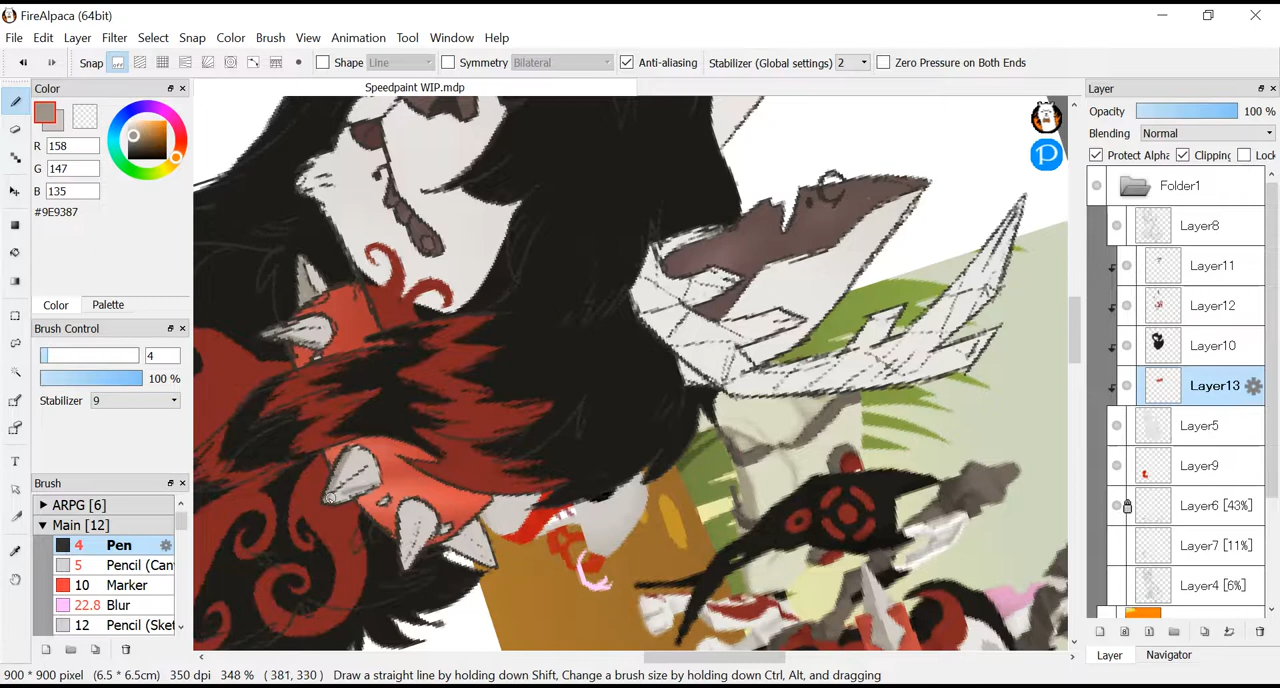 FireAlpaca (64bit)
File Edit Layer Filter Select Snap Color Brush View Animation Tool Window Help
Snap off Shape Line Symmetry Bilateral Anti-aliasing Stabilizer (Global settings) 2 Zero Pressure on Both Ends
Color
Speedpaint WIP.mdp
Layer
R 158
G 147
B 135
#9E9387
Color Palette
Brush Control
4
100 %
Stabilizer 9
Brush
ARPG [6]
Main [12]
4 Pen
5 Pencil (Can
10 Marker
22.8 Blur
12 Pencil (Sket
Opacity 100 %
Blending Normal
Protect Alpha Clipping Lock
Folder1
Layer8
Layer11
Layer12
Layer10
Layer13
Layer5
Layer9
Layer6 [43%]
Layer7 [11%]
Layer4 [6%]
Layer Navigator
900 * 900 pixel (6.5 * 6.5cm) 350 dpi 348 % ( 381, 330 ) Draw a straight line by holding down Shift, Change a brush size by holding down Ctrl, Alt, and dragging